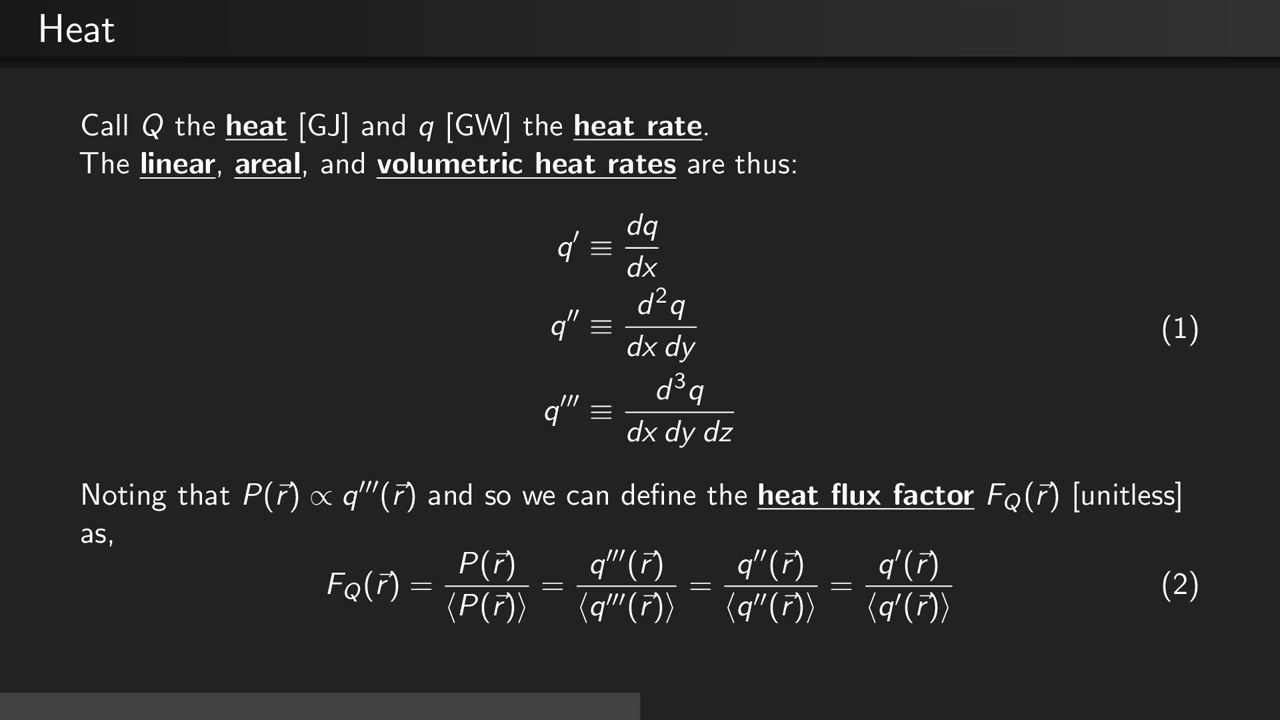 Heat
Call Q the heat [GJ] and q [GW] the heat rate.
The linear, areal, and volumetric heat rates are thus:
q′ ≡ dq/dx
q″ ≡ d²q/dx dy
q‴ ≡ d³q/dx dy dz
(1)
Noting that P(r⃗) ∝ q‴(r⃗) and so we can define the heat flux factor F_Q(r⃗) [unitless]
as,
F_Q(r⃗) = P(r⃗)/⟨P(r⃗)⟩ = q‴(r⃗)/⟨q‴(r⃗)⟩ = q″(r⃗)/⟨q″(r⃗)⟩ = q′(r⃗)/⟨q′(r⃗)⟩ (2)